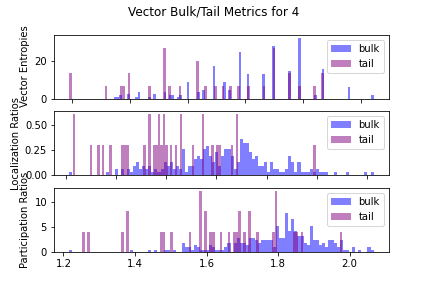 Vector Bulk/Tail Metrics for 4
Vector Entropies
20
0
bulk
tail
Localization Ratios
0.50
0.25
0.00
bulk
tail
Participation Ratios
10
5
0
bulk
tail
1.2 1.4 1.6 1.8 2.0